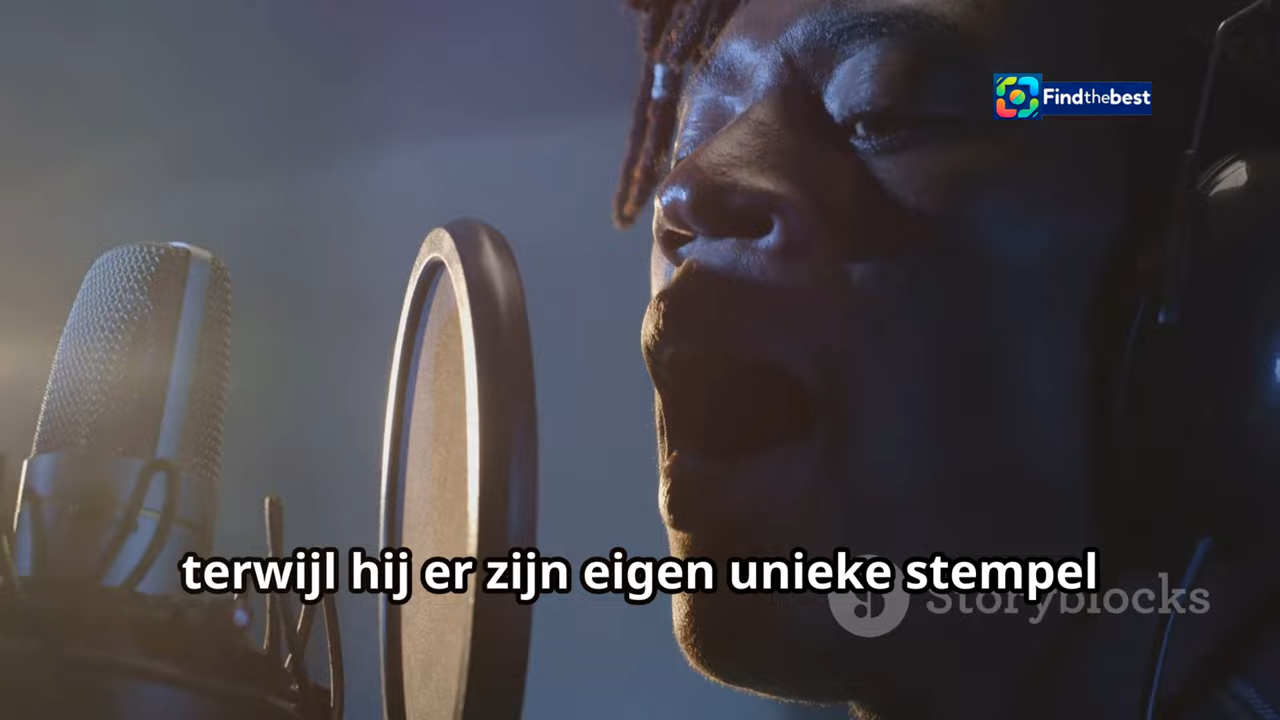 Findthebest
terwijl hij er zijn eigen unieke stempel
Storyblocks